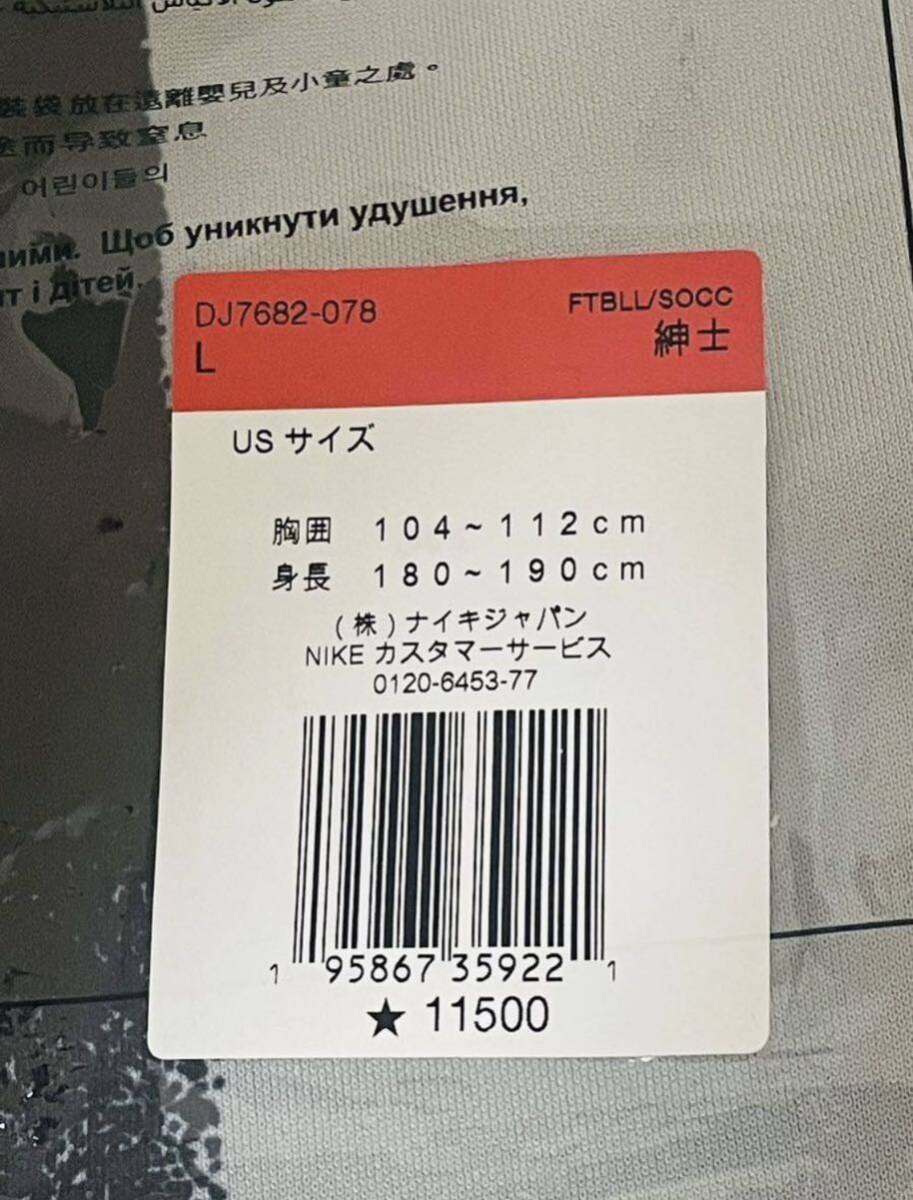 裝袋放在遠離嬰兒及小童之處。
而导致窒息
어린이들의
Щоб уникнути удушення,
і дітей.
DJ7682-078
FTBLL/SOCC
L
紳士
US サイズ
胸囲 104~112cm
身長 180~190cm
(株)ナイキジャパン
NIKE カスタマーサービス
0120-6453-77
1 95867 35922 1
★ 11500